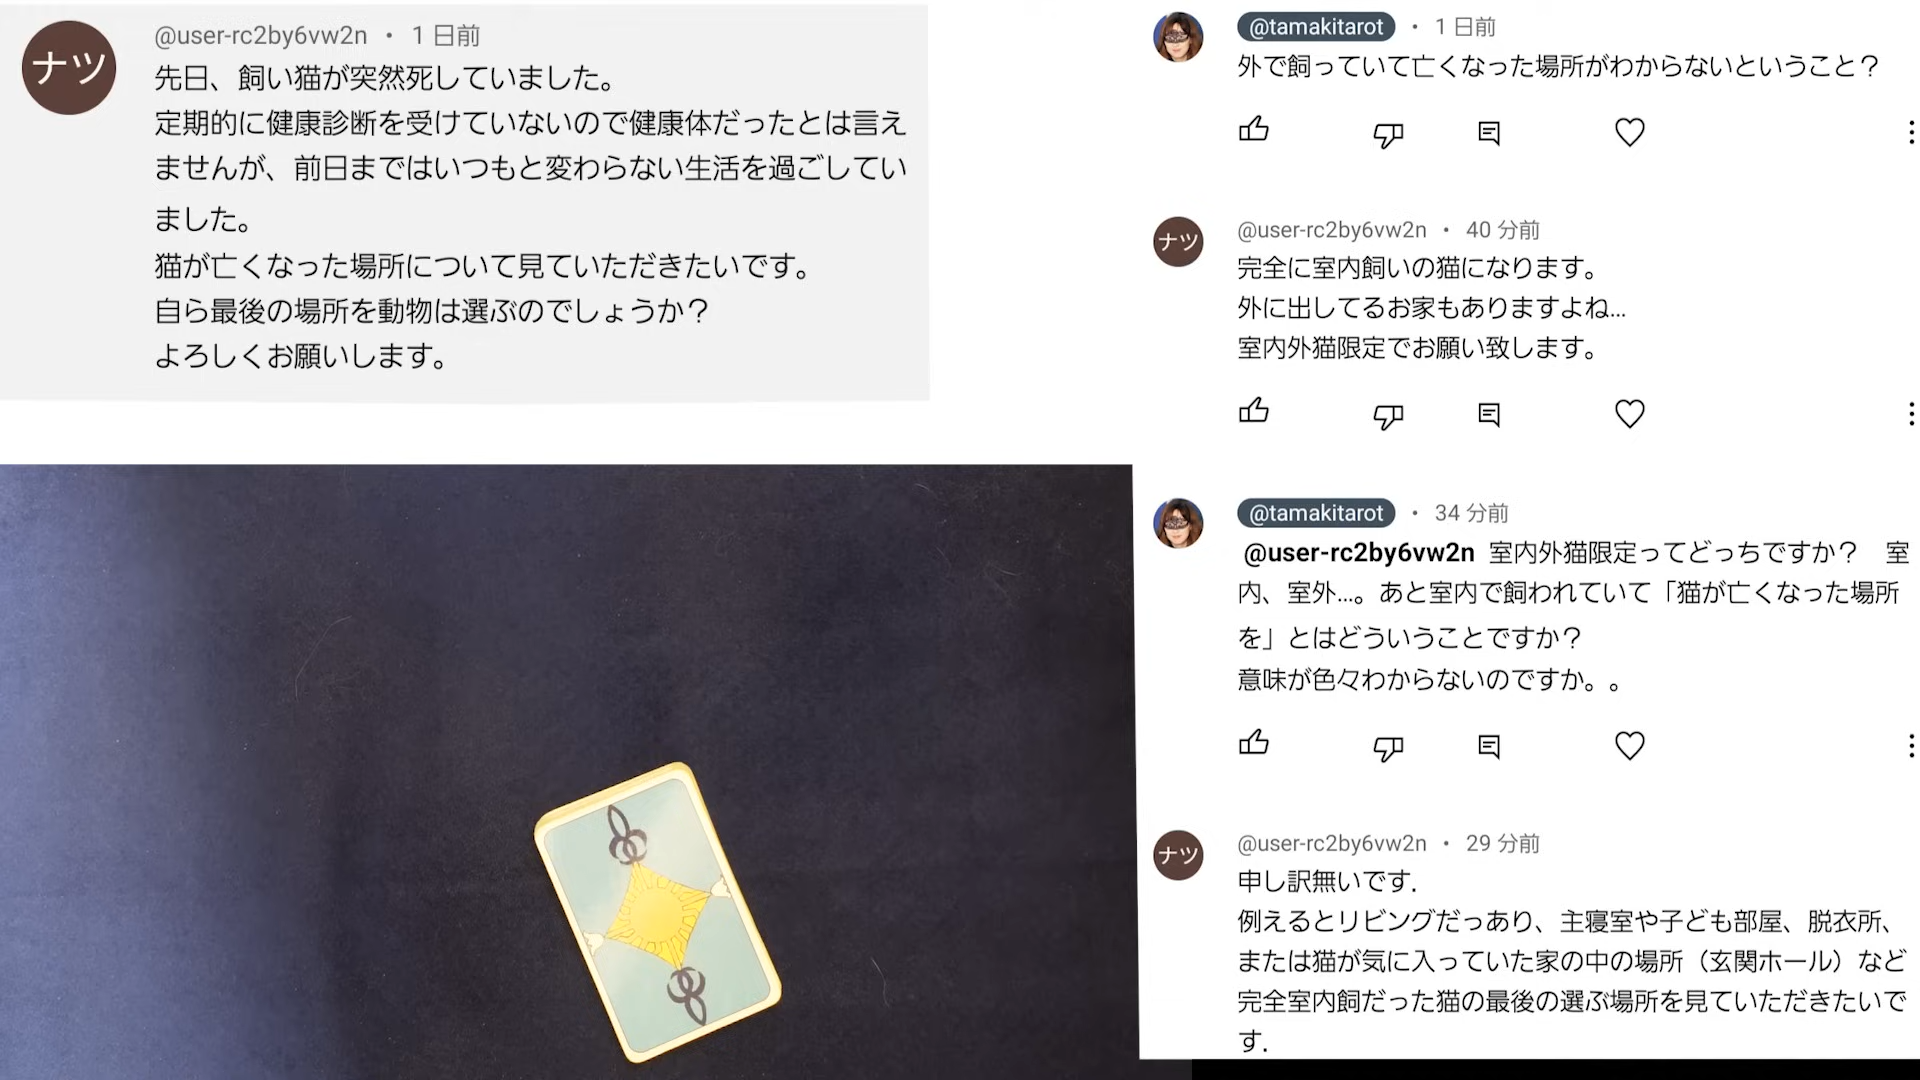 ナツ
@user-rc2by6vw2n ・ 1 日前
先日、飼い猫が突然死していました。
定期的に健康診断を受けていないので健康体だったとは言え
ませんが、前日まではいつもと変わらない生活を過ごしてい
ました。
猫が亡くなった場所について見ていただきたいです。
自ら最後の場所を動物は選ぶのでしょうか？
よろしくお願いします。
@tamakitarot ・ 1 日前
外で飼っていて亡くなった場所がわからないということ？
ナツ
@user-rc2by6vw2n ・ 40 分前
完全に室内飼いの猫になります。
外に出してるお家もありますよね...
室内外猫限定でお願い致します。
@tamakitarot ・ 34 分前
@user-rc2by6vw2n 室内外猫限定ってどっちですか？　室
内、室外...。あと室内で飼われていて「猫が亡くなった場所
を」とはどういうことですか？
意味が色々わからないのですか。。
ナツ
@user-rc2by6vw2n ・ 29 分前
申し訳無いです.
例えるとリビングだっあり、主寝室や子ども部屋、脱衣所、
または猫が気に入っていた家の中の場所（玄関ホール）など
完全室内飼だった猫の最後の選ぶ場所を見ていただきたいで
す.